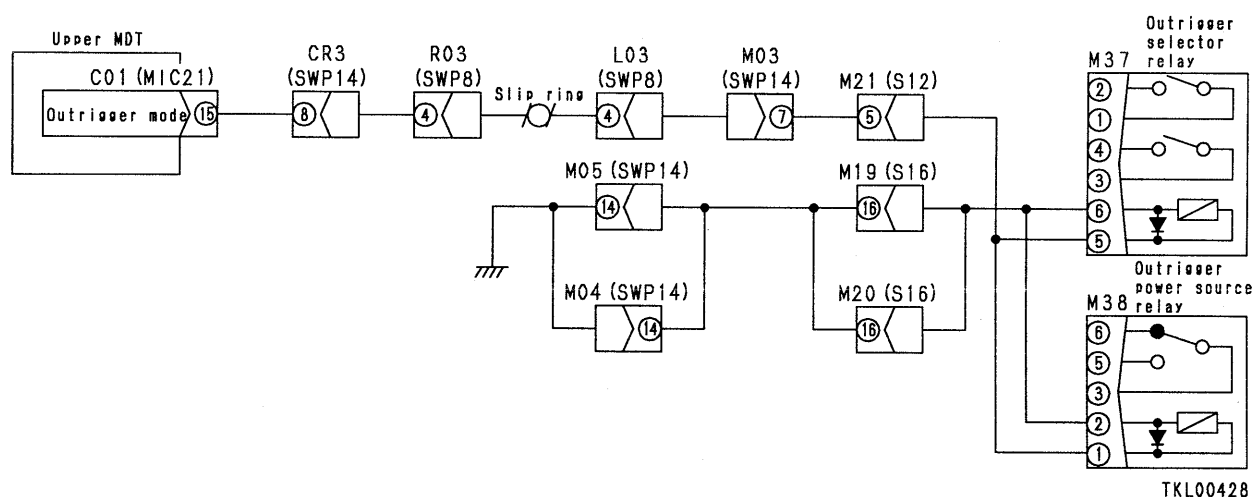 Upper MDT
C01 (MIC21)
Outrigger mode
15
CR3
(SWP14)
8
R03
(SWP8)
4
Slip ring
L03
(SWP8)
4
M03
(SWP14)
7
M21 (S12)
5
M05 (SWP14)
14
M04 (SWP14)
14
M19 (S16)
16
M20 (S16)
16
Outrigger
selector
relay
M37
2
1
4
3
6
5
Outrigger
power source
M38 relay
6
5
3
2
1
TKL00428